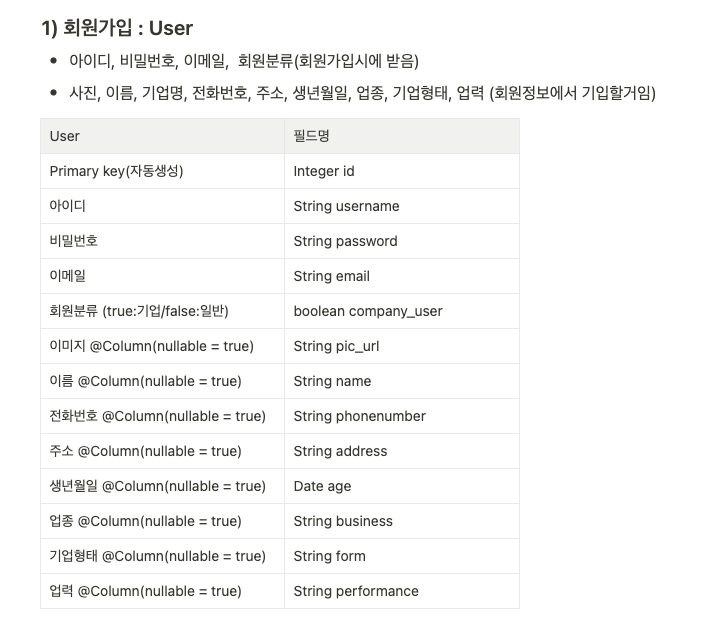 1) 회원가입 : User
• 아이디, 비밀번호, 이메일, 회원분류(회원가입시에 받음)
• 사진, 이름, 기업명, 전화번호, 주소, 생년월일, 업종, 기업형태, 업력 (회원정보에서 기입할거임)
User 필드명
Primary key(자동생성) Integer id
아이디 String username
비밀번호 String password
이메일 String email
회원분류 (true:기업/false:일반) boolean company_user
이미지 @Column(nullable = true) String pic_url
이름 @Column(nullable = true) String name
전화번호 @Column(nullable = true) String phonenumber
주소 @Column(nullable = true) String address
생년월일 @Column(nullable = true) Date age
업종 @Column(nullable = true) String business
기업형태 @Column(nullable = true) String form
업력 @Column(nullable = true) String performance